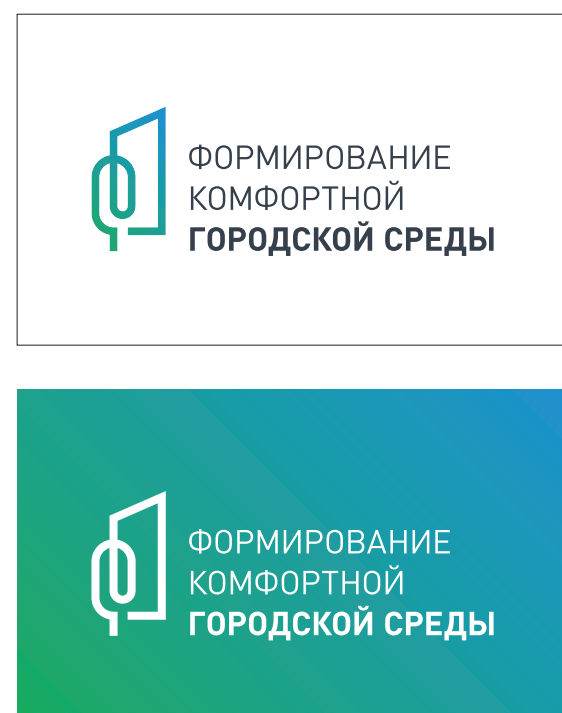 ФОРМИРОВАНИЕ
КОМФОРТНОЙ
ГОРОДСКОЙ СРЕДЫ
ФОРМИРОВАНИЕ
КОМФОРТНОЙ
ГОРОДСКОЙ СРЕДЫ